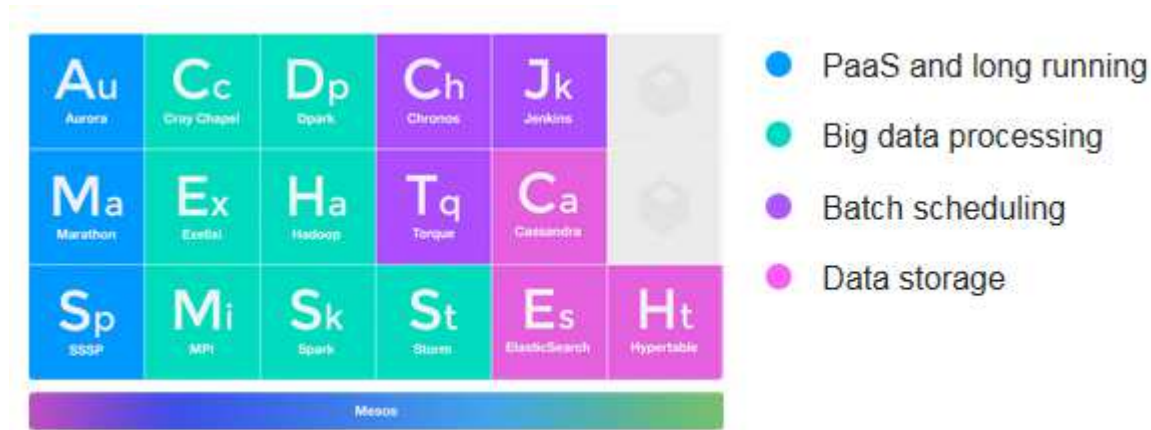 Au
Aurora
Cc
Cray Chapel
Dp
Dpark
Ch
Chronos
Jk
Jenkins
Ma
Marathon
Ex
Exelixi
Ha
Hadoop
Tq
Torque
Ca
Cassandra
Sp
SSSP
Mi
MPI
Sk
Spark
St
Storm
Es
ElasticSearch
Ht
Hypertable
Mesos
PaaS and long running
Big data processing
Batch scheduling
Data storage